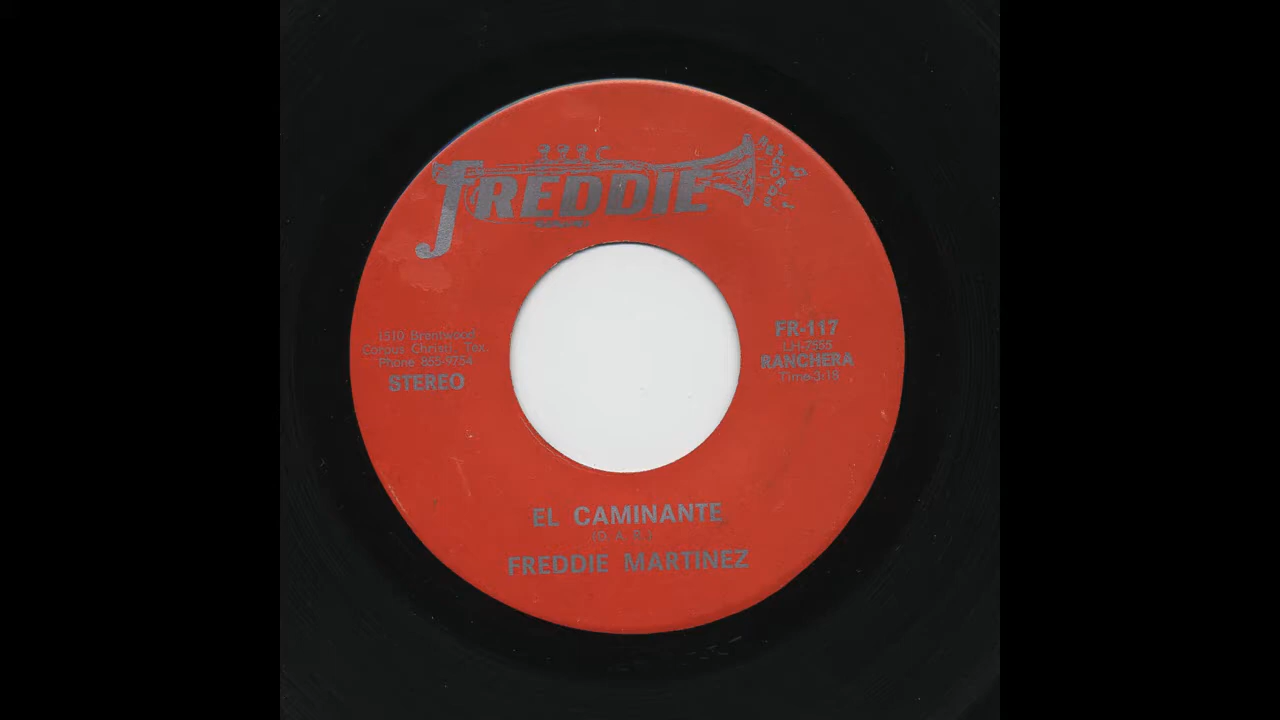 FREDDIE
1510 Brentwood
Corpus Christi Tex.
Phone 855-9754
STEREO
FR-117
LH-7555
RANCHERA
Time-3:18
EL CAMINANTE
FREDDIE MARTINEZ